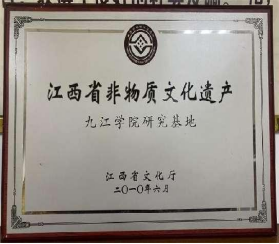 江西省非物质文化遗产
九江学院研究基地
江西省文化厅
二〇一〇年六月